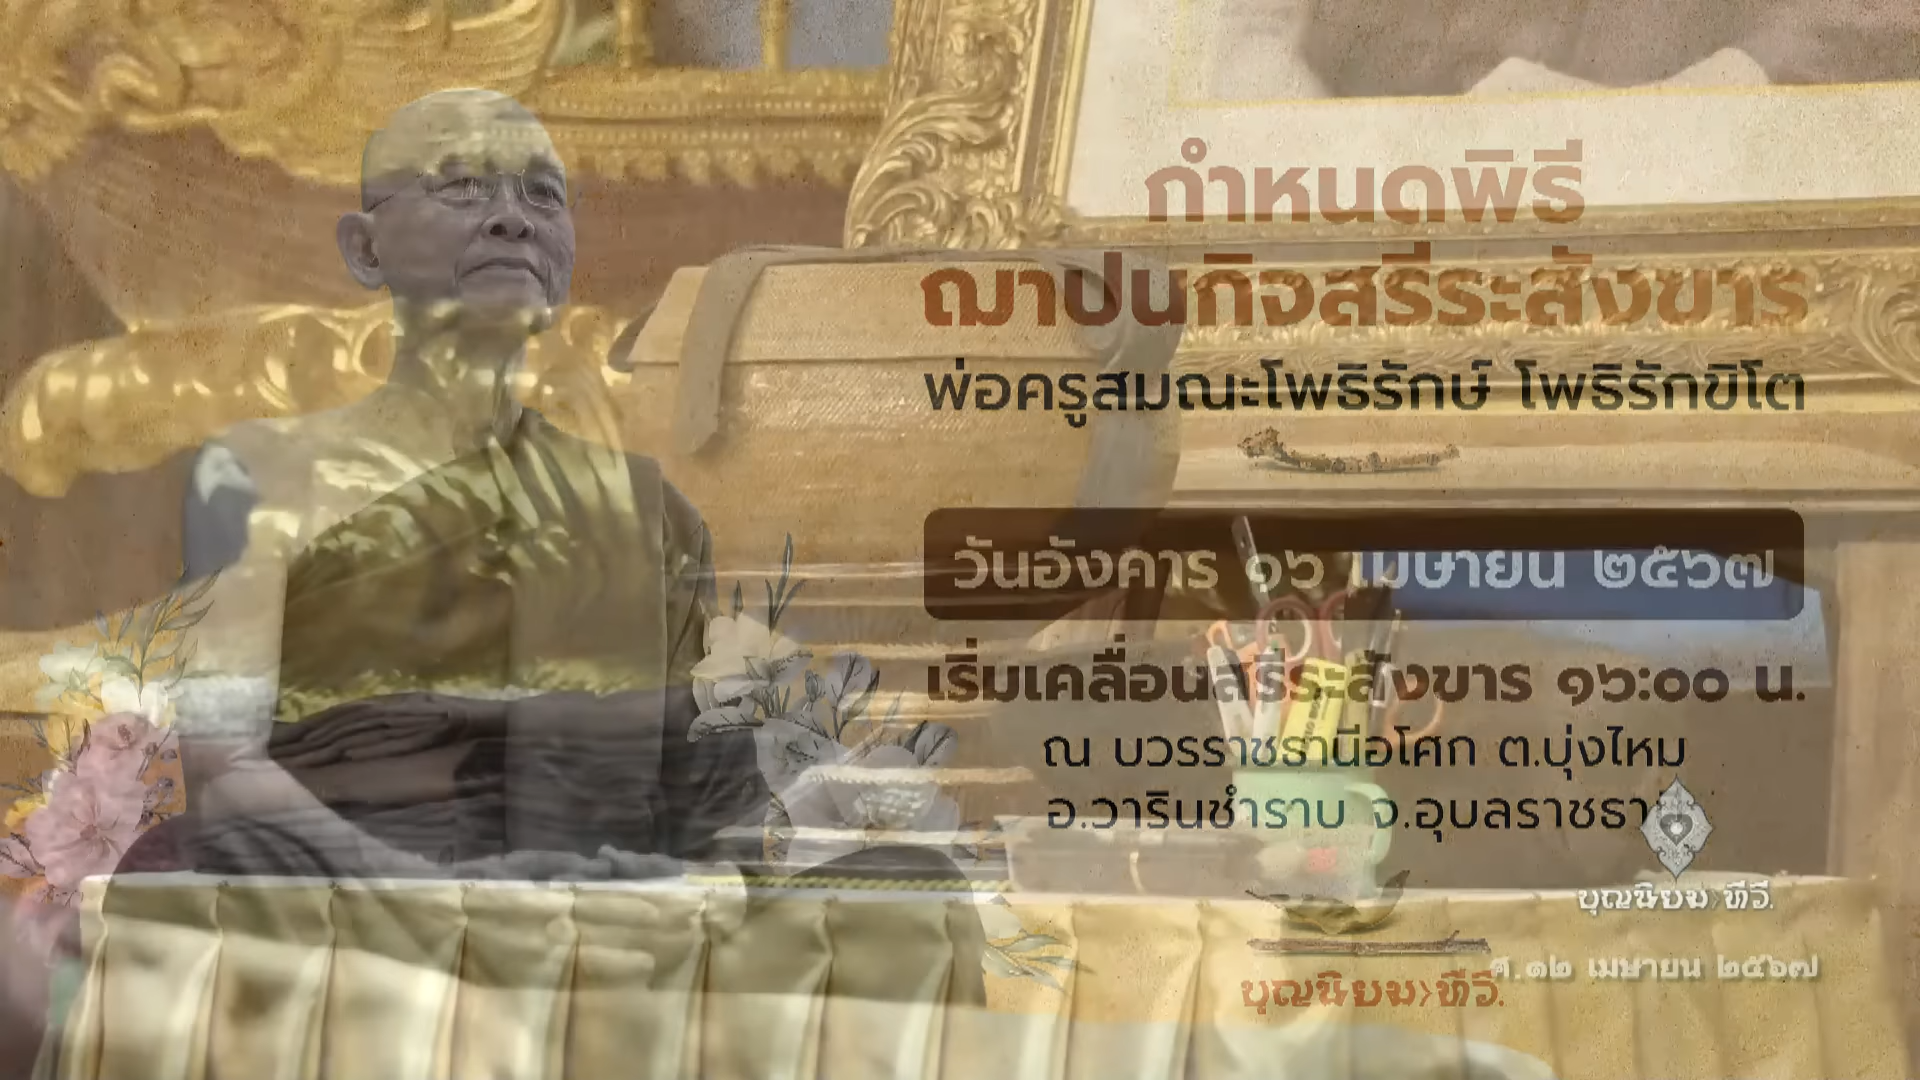 กำหนดพิธี
ฌาปนกิจสรีระสังขาร
พ่อครูสมณะโพธิรักษ์ โพธิรักขิโต
วันอังคาร ๑๖ เมษายน ๒๕๖๗
เริ่มเคลื่อนสรีระสังขาร ๑๖:๐๐ น.
ณ บวรราชธานีอโศก ต.บุ่งไหม
อ.วารินชำราบ จ.อุบลราชธา
บุญนิยม>ทีวี.
ศ.๑๒ เมษายน ๒๕๖๗
บุญนิยม>ทีวี.